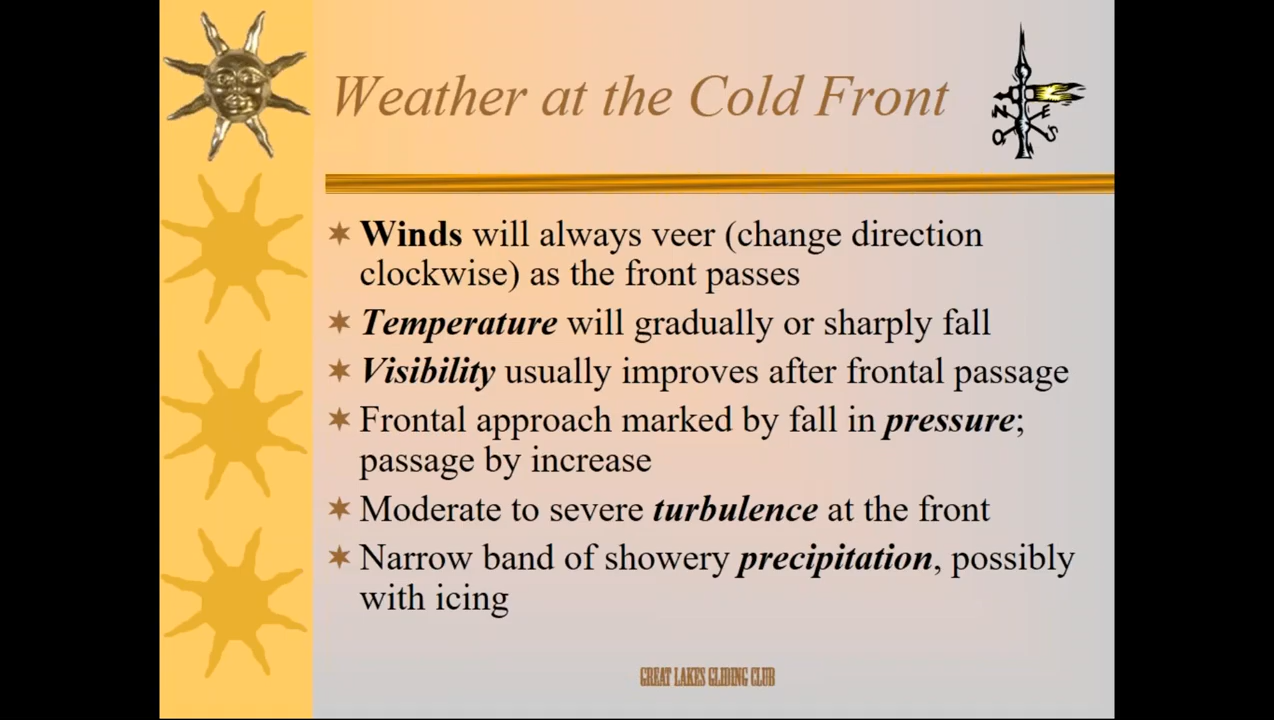 Weather at the Cold Front
N
E
O
S
Winds will always veer (change direction
clockwise) as the front passes
Temperature will gradually or sharply fall
Visibility usually improves after frontal passage
Frontal approach marked by fall in pressure;
passage by increase
Moderate to severe turbulence at the front
Narrow band of showery precipitation, possibly
with icing
GREAT LAKES GLIDING CLUB